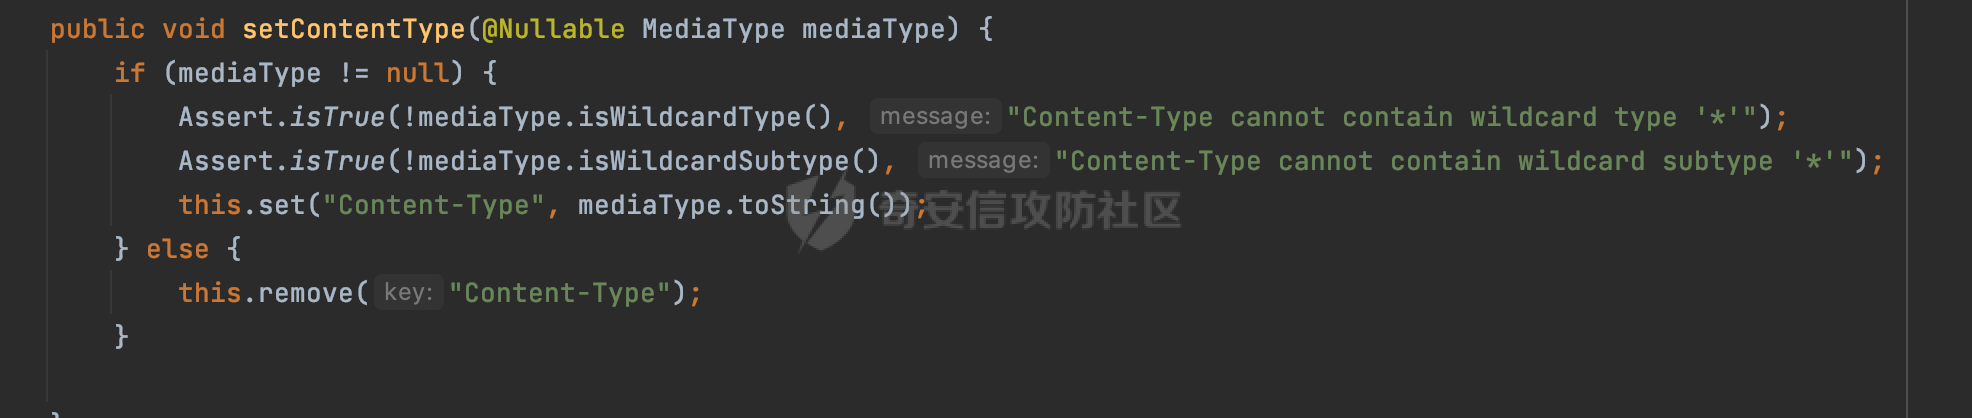 public void setContentType(@Nullable MediaType mediaType) {
if (mediaType != null) {
Assert.isTrue(!mediaType.isWildcardType(), message: "Content-Type cannot contain wildcard type '*'");
Assert.isTrue(!mediaType.isWildcardSubtype(), message: "Content-Type cannot contain wildcard subtype '*'");
this.set("Content-Type", mediaType.toString());
奇安信攻防社区
} else {
this.remove( key: "Content-Type");
}
}